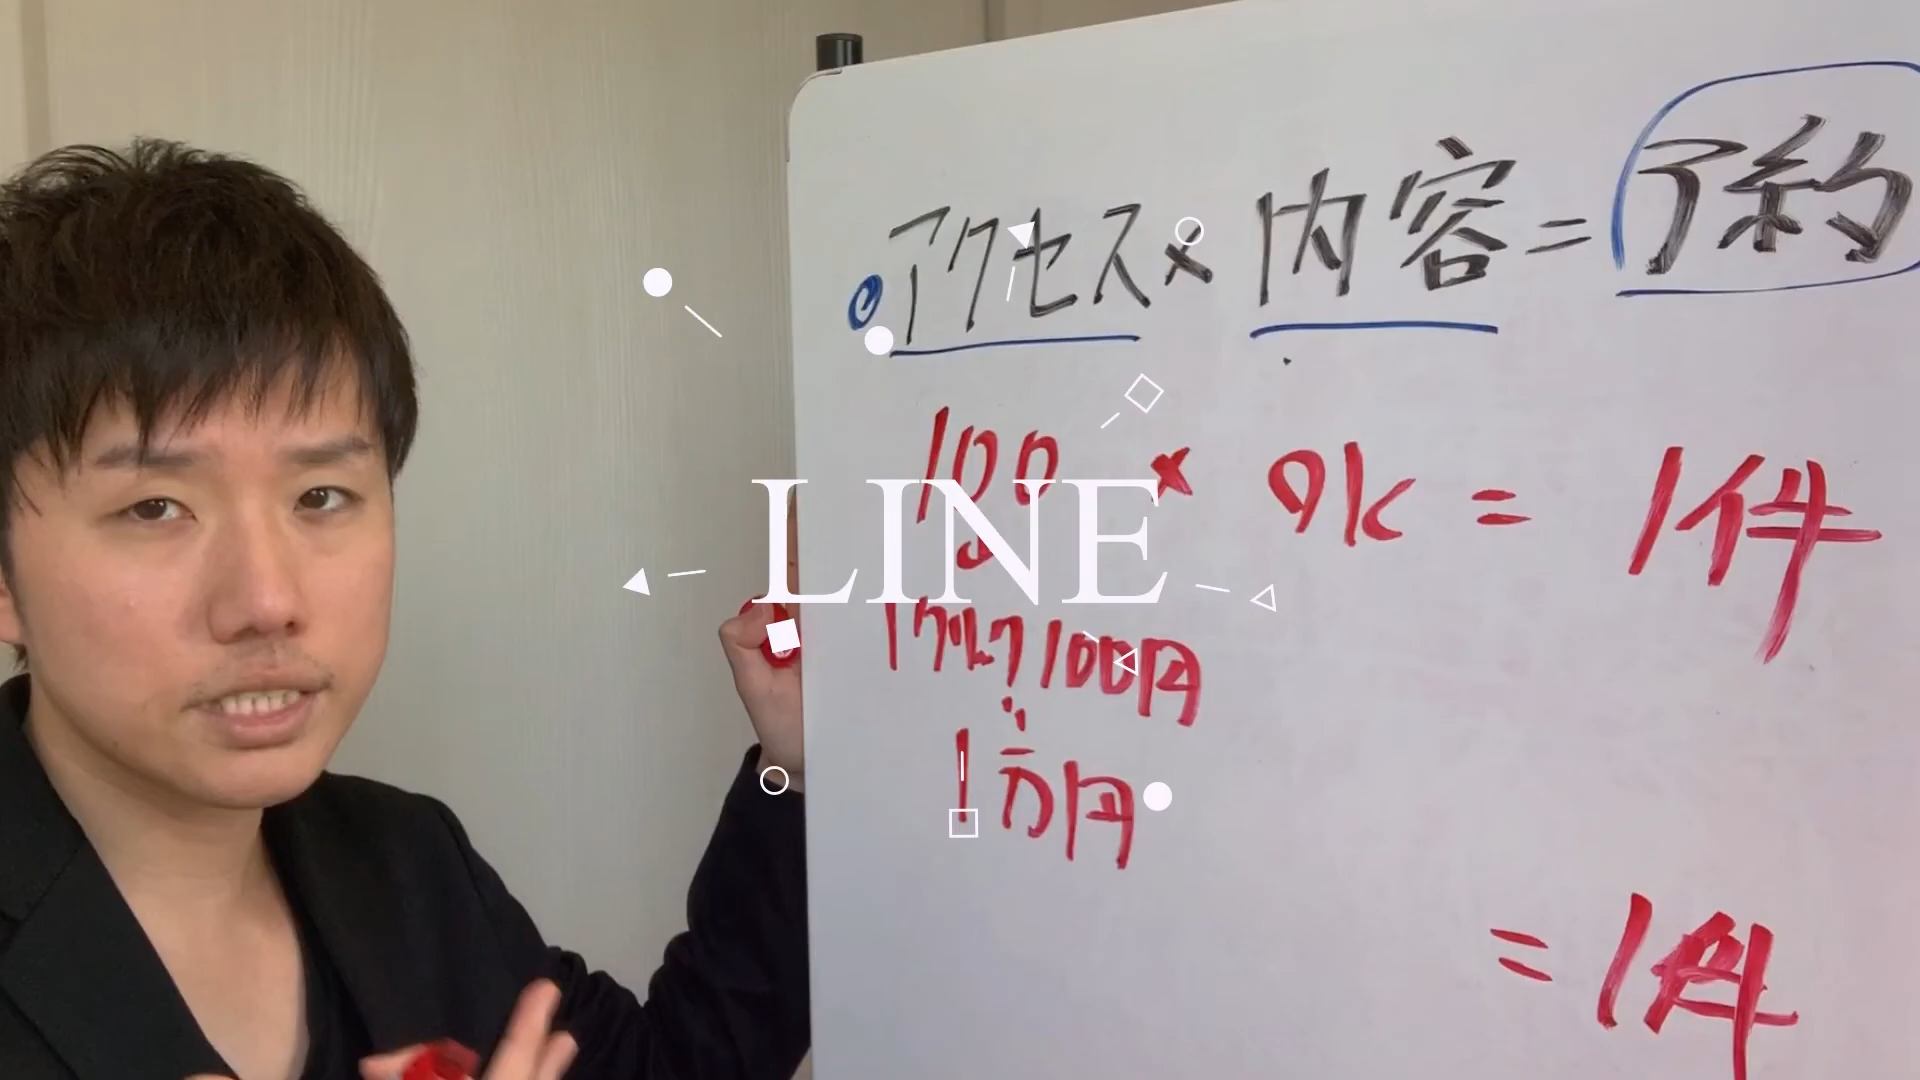 アクセス×内容=予約
100 × OK = 1件
LINE
1クリック100円
1万円
=1件